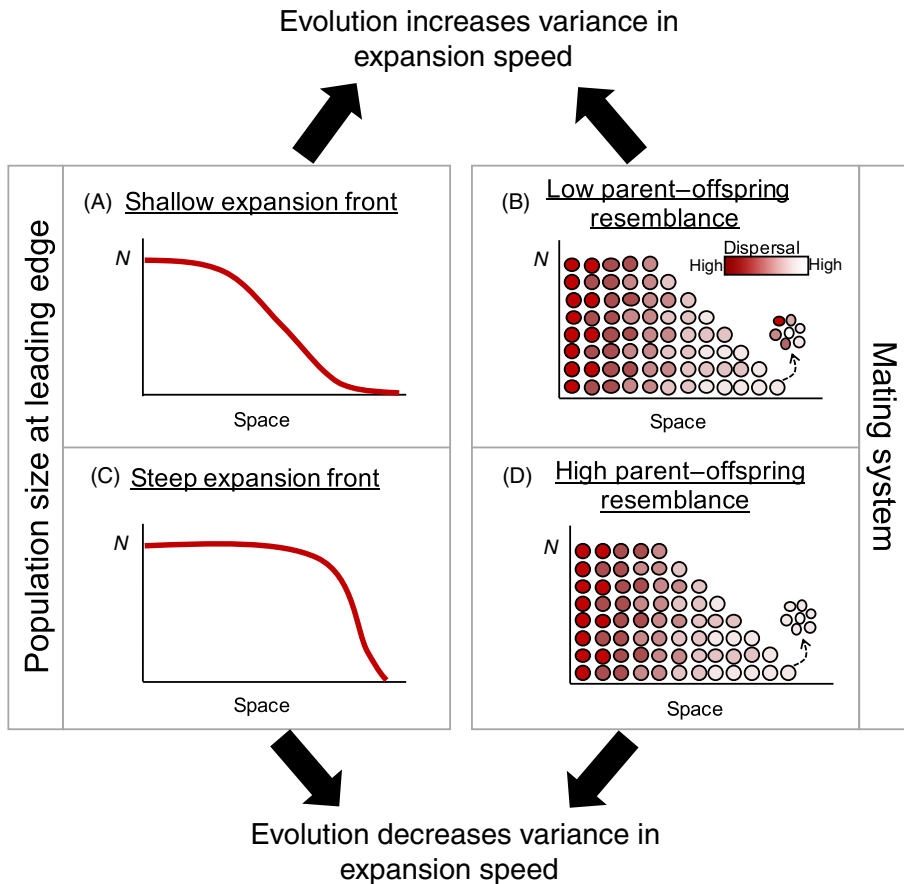 Evolution increases variance in
expansion speed
Population size at leading edge
(A) Shallow expansion front
N
Space
(B) Low parent–offspring
resemblance
N
Dispersal
High High
Space
(C) Steep expansion front
N
Space
(D) High parent–offspring
resemblance
N
Space
Mating system
Evolution decreases variance in
expansion speed